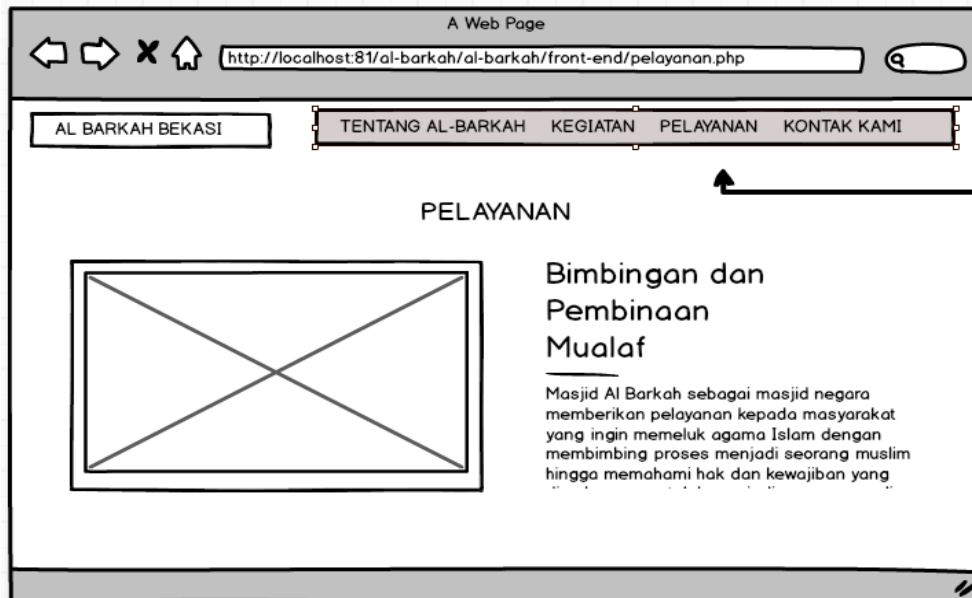 A Web Page
http://localhost:81/al-barkah/al-barkah/front-end/pelayanan.php
AL BARKAH BEKASI
TENTANG AL-BARKAH KEGIATAN PELAYANAN KONTAK KAMI
PELAYANAN
Bimbingan dan
Pembinaan
Mualaf
Masjid Al Barkah sebagai masjid negara
memberikan pelayanan kepada masyarakat
yang ingin memeluk agama Islam dengan
membimbing proses menjadi seorang muslim
hingga memahami hak dan kewajiban yang